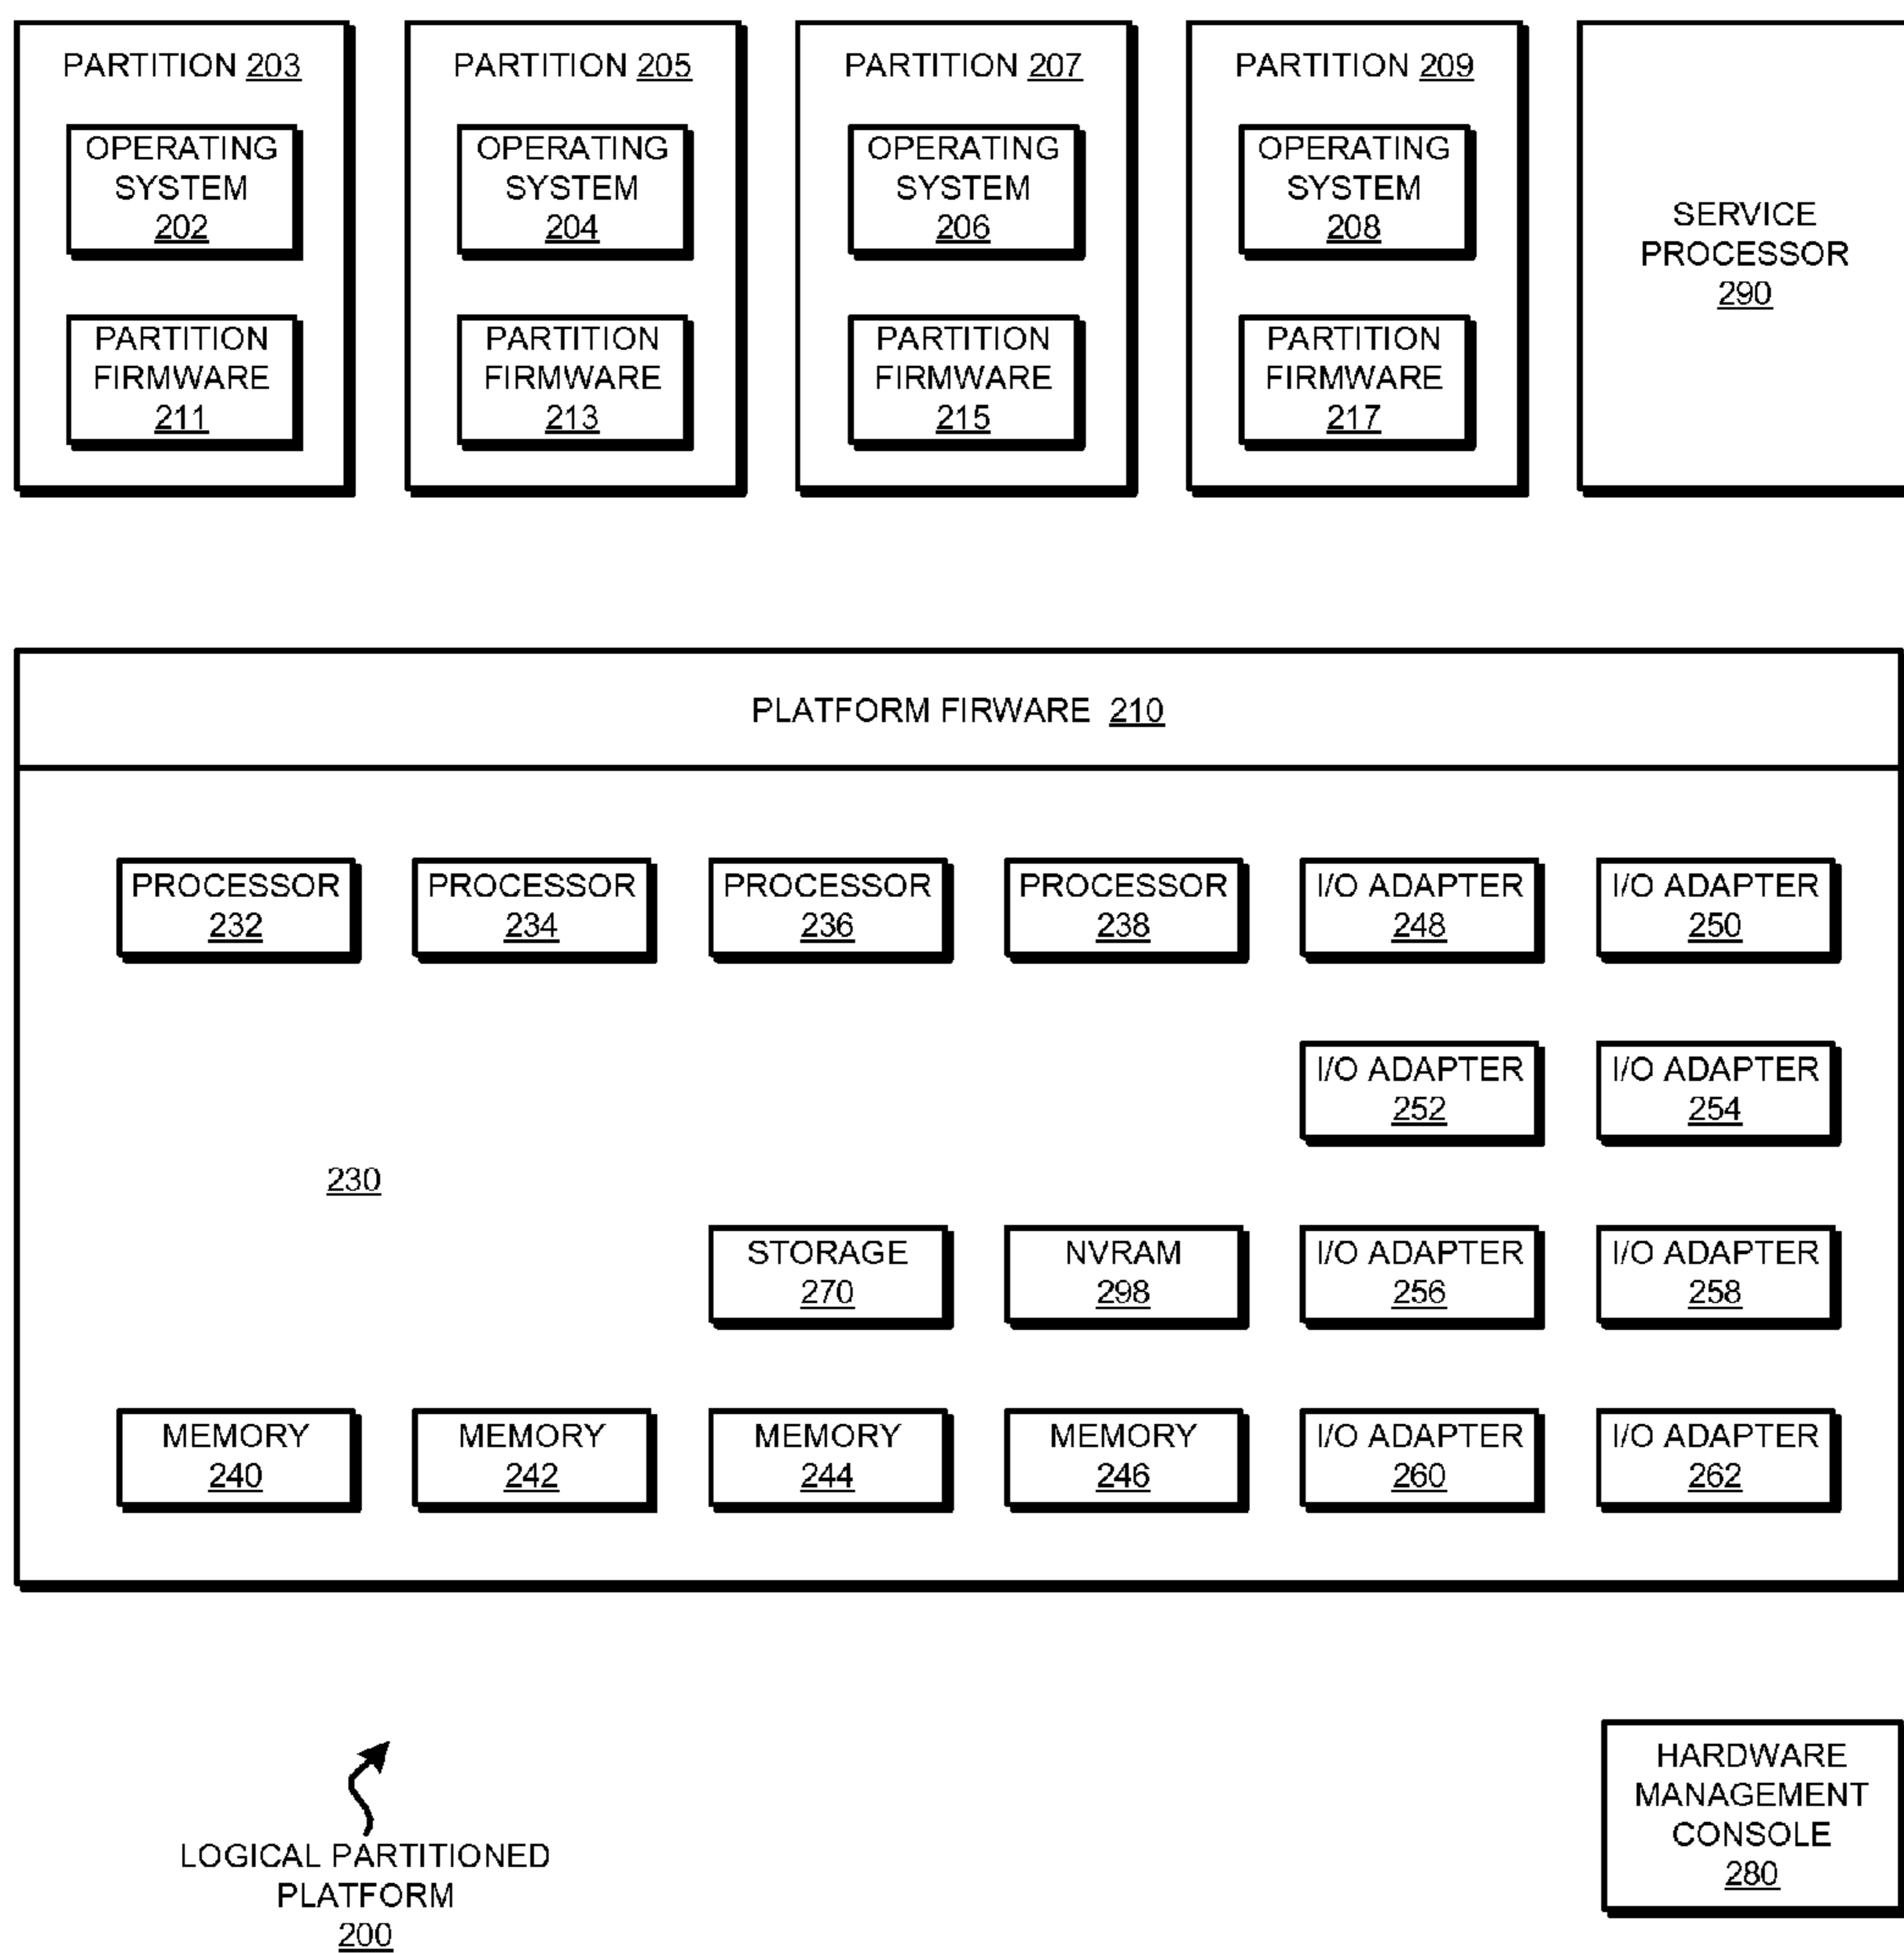 PARTITION 203
OPERATING
SYSTEM
202
PARTITION
FIRMWARE
211
PARTITION 205
OPERATING
SYSTEM
204
PARTITION
FIRMWARE
213
PARTITION 207
OPERATING
SYSTEM
206
PARTITION
FIRMWARE
215
PARTITION 209
OPERATING
SYSTEM
208
PARTITION
FIRMWARE
217
SERVICE
PROCESSOR
290
PLATFORM FIRWARE 210
PROCESSOR
232
PROCESSOR
234
PROCESSOR
236
PROCESSOR
238
I/O ADAPTER
248
I/O ADAPTER
250
I/O ADAPTER
252
I/O ADAPTER
254
230
STORAGE
270
NVRAM
298
I/O ADAPTER
256
I/O ADAPTER
258
MEMORY
240
MEMORY
242
MEMORY
244
MEMORY
246
I/O ADAPTER
260
I/O ADAPTER
262
LOGICAL PARTITIONED
PLATFORM
200
HARDWARE
MANAGEMENT
CONSOLE
280